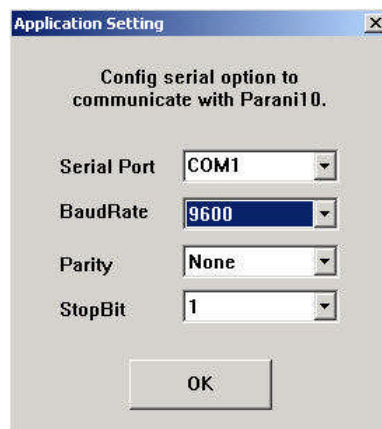 Application Setting
Config serial option to
communicate with Parani10.
Serial Port COM1
BaudRate 9600
Parity None
StopBit 1
OK